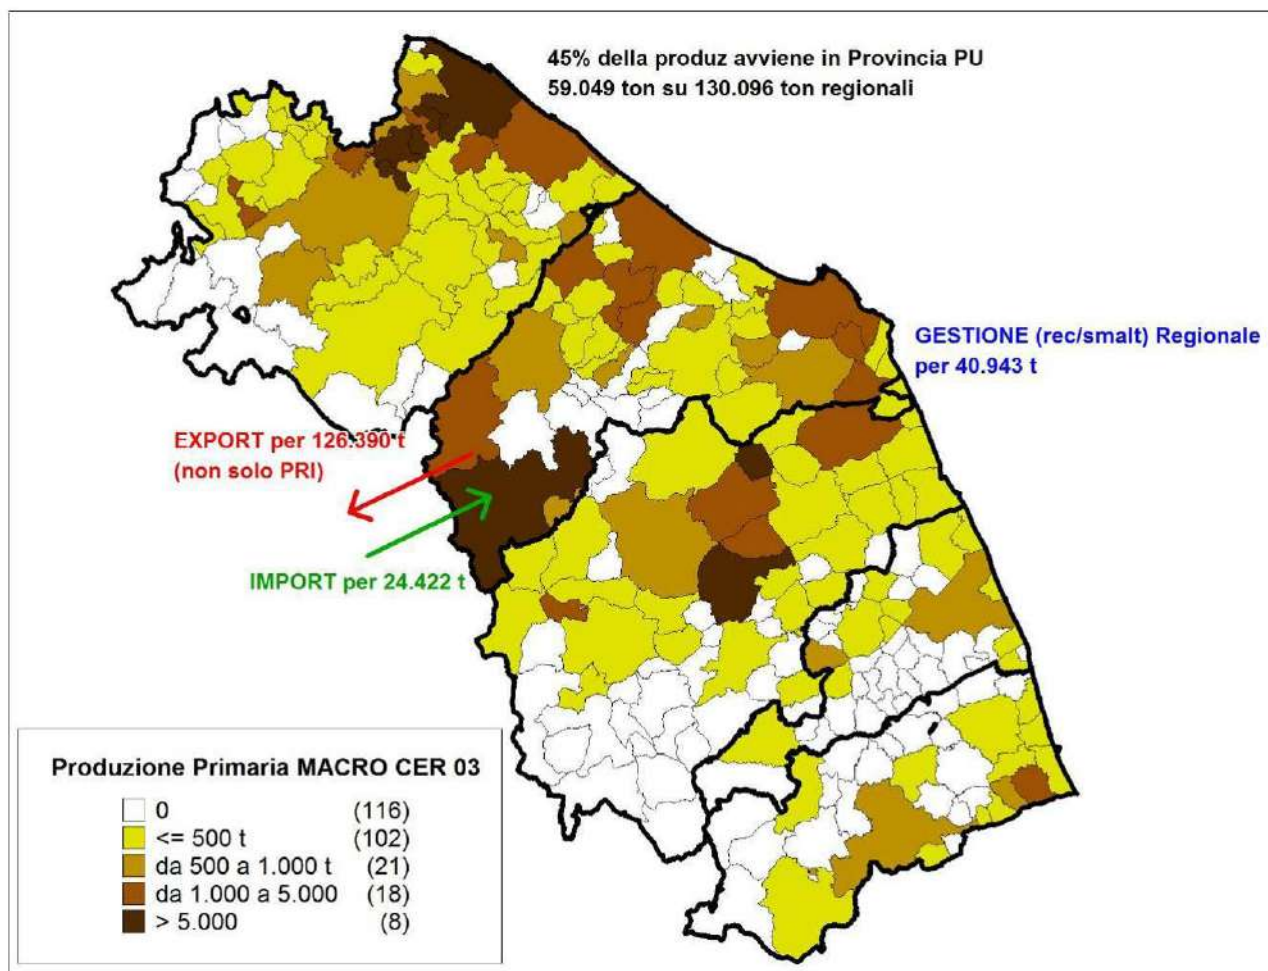 45% della produz avviene in Provincia PU
59.049 ton su 130.096 ton regionali
GESTIONE (rec/smalt) Regionale
per 40.943 t
EXPORT per 126.390 t
(non solo PRI)
IMPORT per 24.422 t
Produzione Primaria MACRO CER 03
0 (116)
<= 500 t (102)
da 500 a 1.000 t (21)
da 1.000 a 5.000 (18)
> 5.000 (8)